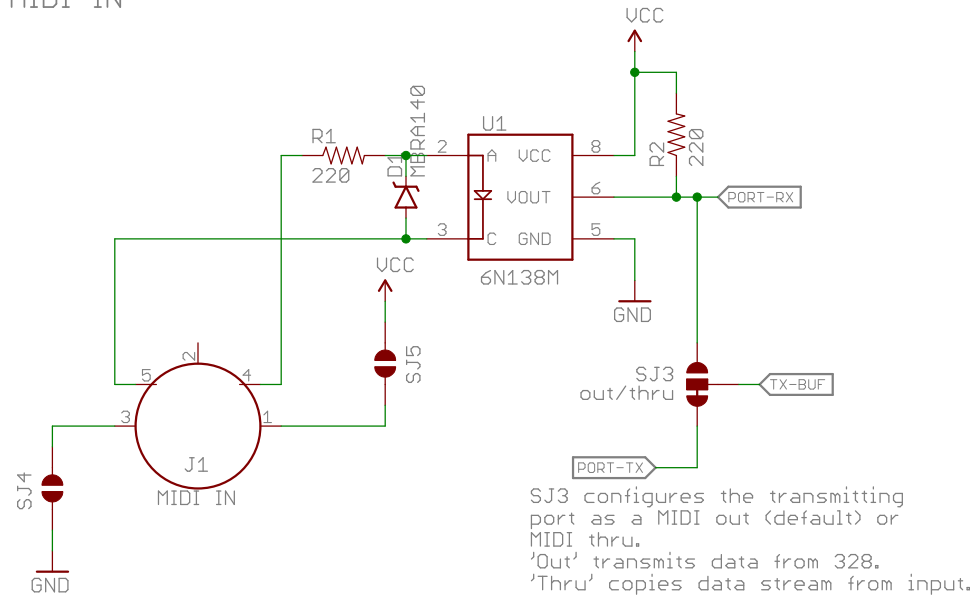 MIDI IN
VCC
MBRA140
D1
U1
R1
220
2
A
VCC
8
R2
220
VOUT
6
PORT-RX
3
C
GND
5
6N138M
VCC
GND
SJ5
2
5
4
3
1
J1
MIDI IN
SJ4
GND
SJ3
out/thru
TX-BUF
PORT-TX
SJ3 configures the transmitting
port as a MIDI out (default) or
MIDI thru.
'Out' transmits data from 328.
'Thru' copies data stream from input.